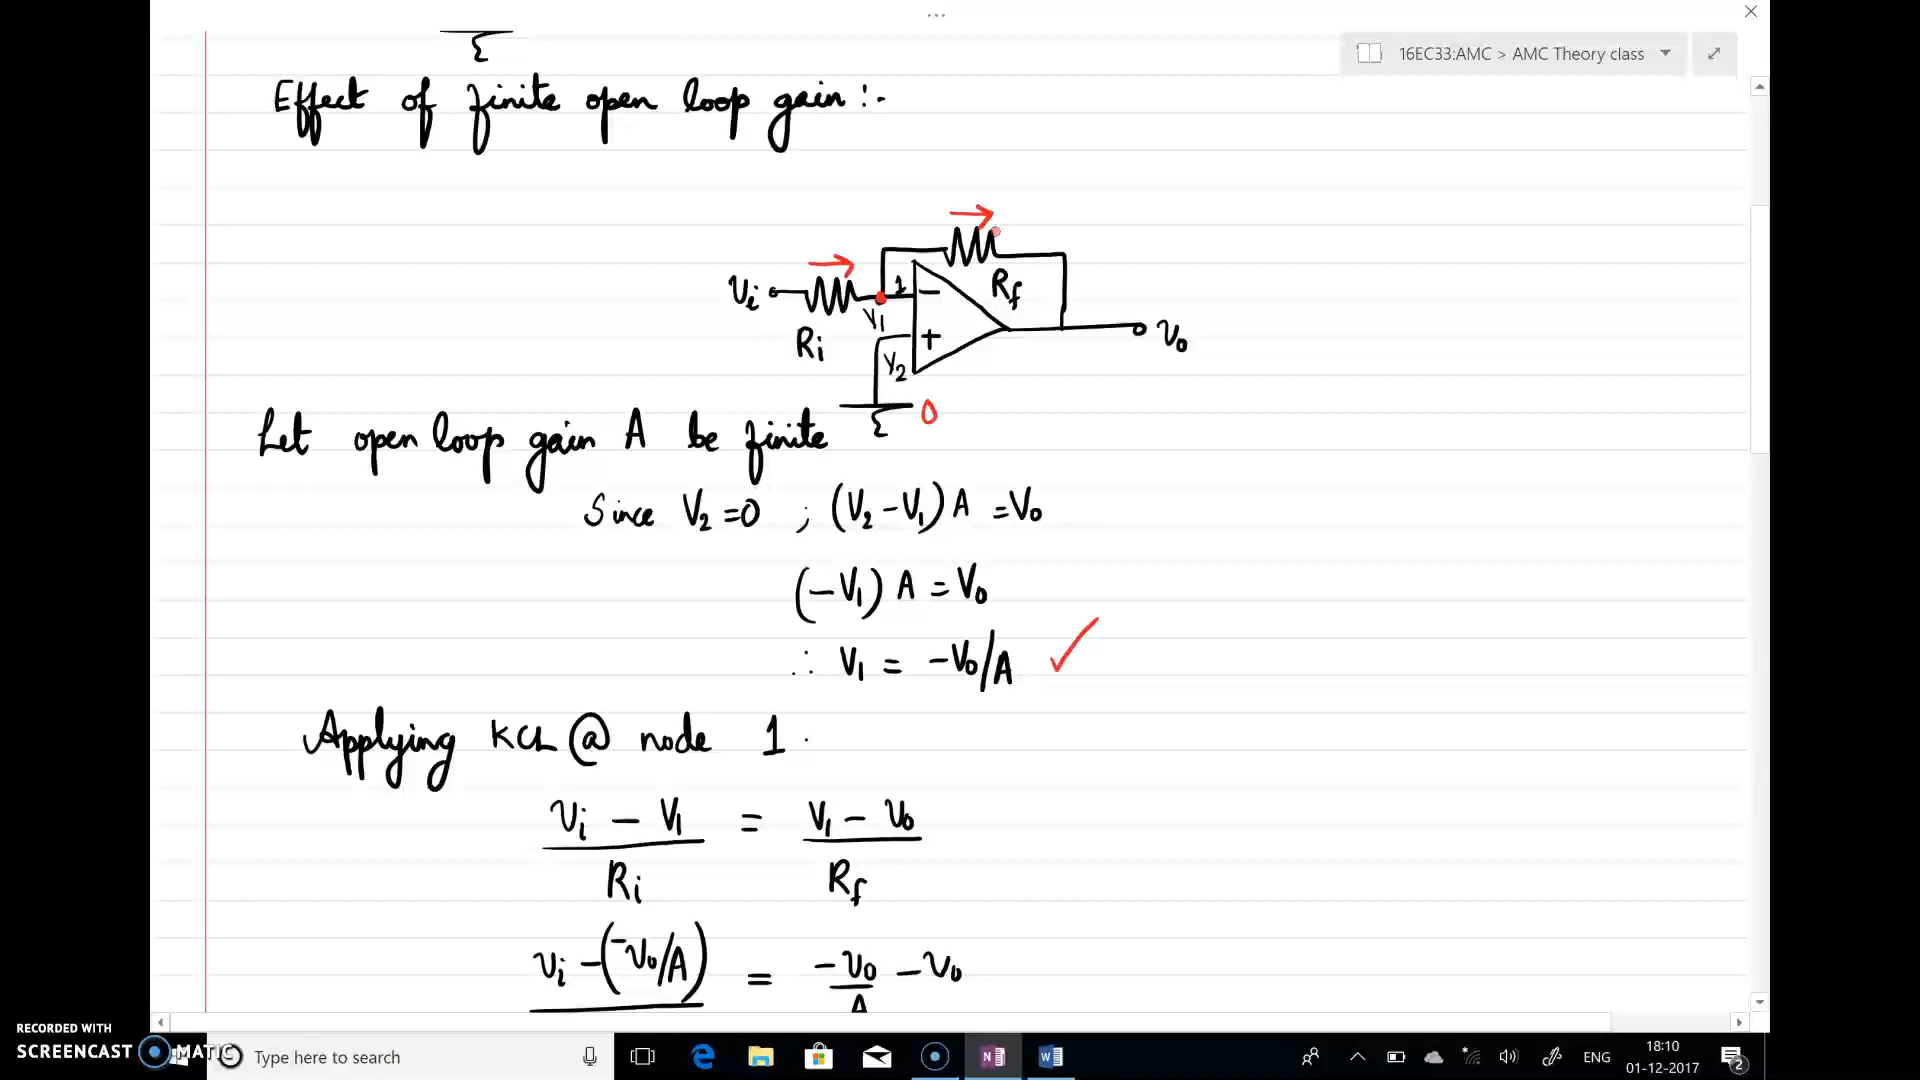 16EC33:AMC > AMC Theory class
Effect of finite open loop gain :-
Vi
Ri
V1
1
-
+
V2
Rf
Vo
0
Let open loop gain A be finite
Since V2 = 0 ; (V2 - V1) A = Vo
(-V1) A = Vo
∴ V1 = -Vo/A ✓
Applying KCL @ node 1.
Vi - V1 = V1 - Vo
Ri Rf
Vi - (-Vo/A) = -Vo - Vo
A
RECORDED WITH
SCREENCAST MATIC
Type here to search
ENG
18:10
01-12-2017
2